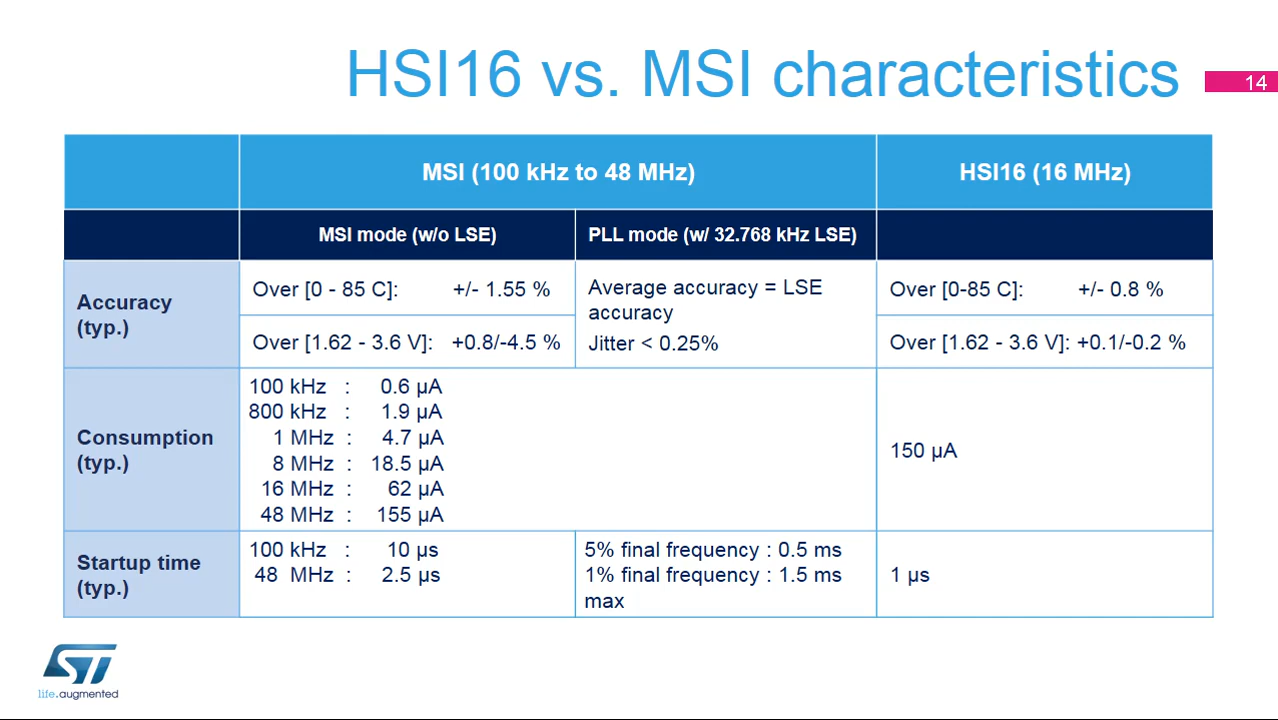 HSI16 vs. MSI characteristics
14
MSI (100 kHz to 48 MHz)
HSI16 (16 MHz)
MSI mode (w/o LSE)
PLL mode (w/ 32.768 kHz LSE)
Accuracy
(typ.)
Over [0 - 85 C]: +/- 1.55 %
Over [1.62 - 3.6 V]: +0.8/-4.5 %
Average accuracy = LSE
accuracy
Jitter < 0.25%
Over [0-85 C]: +/- 0.8 %
Over [1.62 - 3.6 V]: +0.1/-0.2 %
Consumption
(typ.)
100 kHz : 0.6 µA
800 kHz : 1.9 µA
1 MHz : 4.7 µA
8 MHz : 18.5 µA
16 MHz : 62 µA
48 MHz : 155 µA
150 µA
Startup time
(typ.)
100 kHz : 10 µs
48 MHz : 2.5 µs
5% final frequency : 0.5 ms
1% final frequency : 1.5 ms
max
1 µs
ST
life.augmented